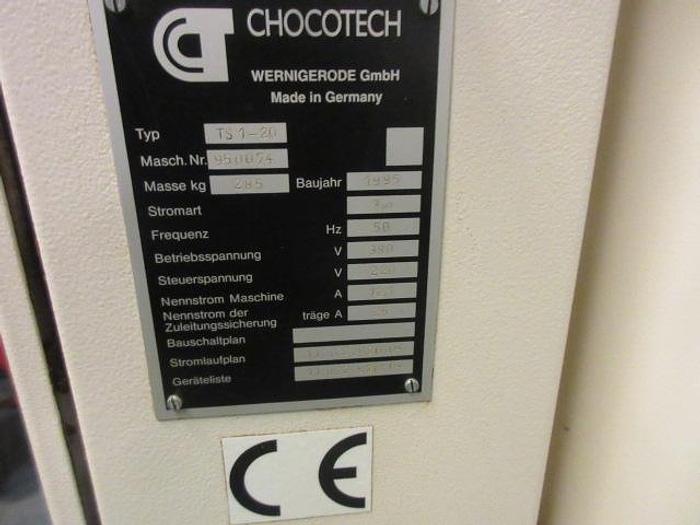 CHOCOTECH
WERNIGERODE GmbH
Made in Germany
Typ TS 1-20
Masch. Nr. 950074
Masse kg 285 Baujahr 1995
Stromart
Frequenz Hz 50
Betriebsspannung V 380
Steuerspannung V 220
Nennstrom Maschine A
Nennstrom der
Zuleitungssicherung träge A
Bauschaltplan
Stromlaufplan
Geräteliste
CE